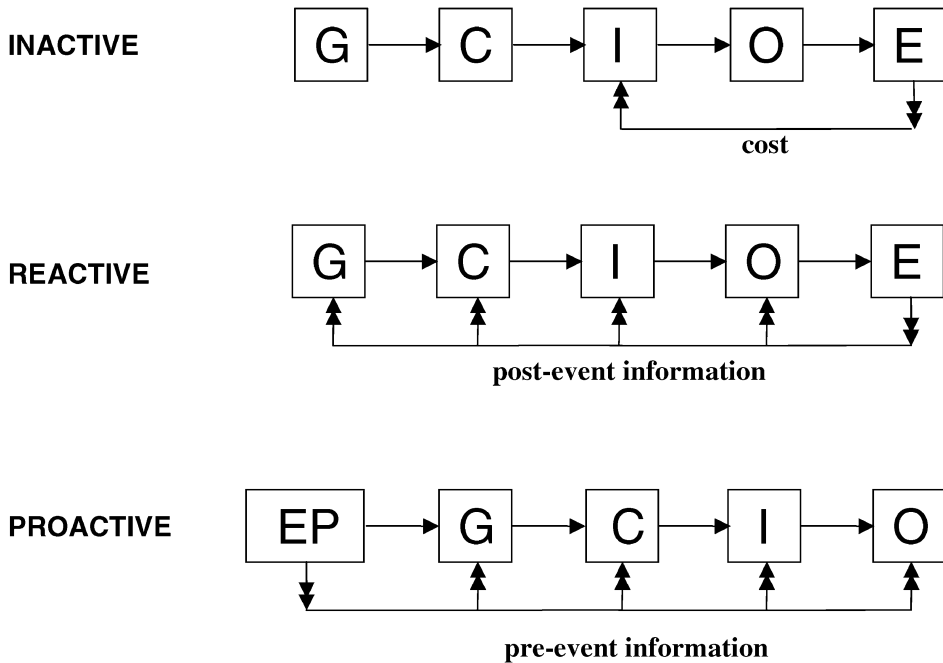 INACTIVE G C I O E
cost
REACTIVE G C I O E
post-event information
PROACTIVE EP G C I O
pre-event information